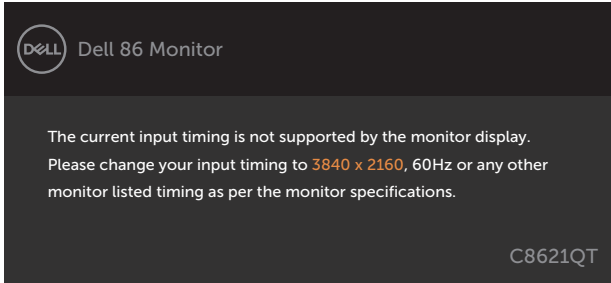 DELL
Dell 86 Monitor
The current input timing is not supported by the monitor display.
Please change your input timing to 3840 x 2160, 60Hz or any other
monitor listed timing as per the monitor specifications.
C8621QT